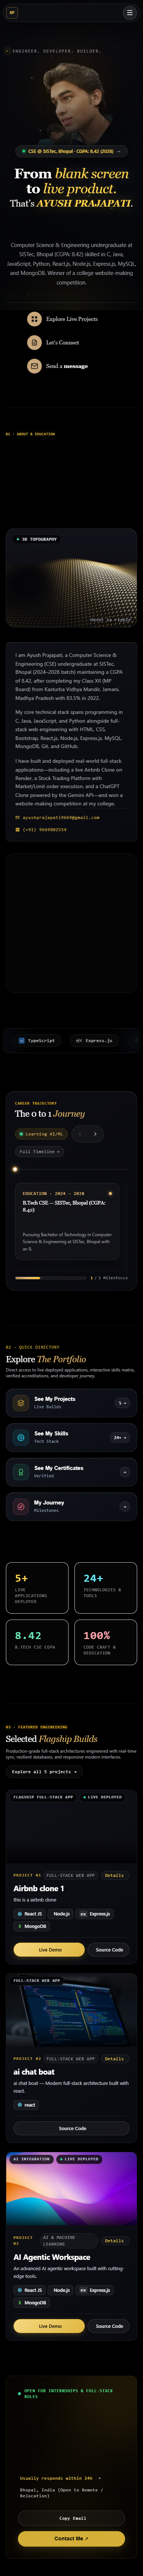 AP
ENGINEER. DEVELOPER. BUILDER.
CSE @ SISTec, Bhopal · CGPA: 8.42 (2028) →
From blank screen
to live product.
That's AYUSH PRAJAPATI.
Computer Science & Engineering undergraduate at
SISTec, Bhopal (CGPA: 8.42) skilled in C, Java,
JavaScript, Python, React.js, Node.js, Express.js, MySQL,
and MongoDB. Winner of a college website-making
competition.
Explore Live Projects
Let's Connect
Send a message
01 · ABOUT & EDUCATION
3D TOPOGRAPHY
I am Ayush Prajapati, a Computer Science &
Engineering (CSE) undergraduate at SISTec,
Bhopal (2024–2028 batch) maintaining a CGPA
of 8.42, after completing my Class XII (MP
Board) from Kasturba Vidhya Mandir, Jamani,
Madhya Pradesh with 83.5% in 2022.
My technical stack spans programming in
C, Java, JavaScript, and Python alongside full-
stack engineering with HTML, CSS,
Bootstrap, React.js, Node.js, Express.js, MySQL,
MongoDB, Git, and GitHub.
I have built and deployed real-world full-stack
applications—including a live Airbnb Clone on
Render, a Stock Trading Platform with
Market/Limit order execution, and a ChatGPT
Clone powered by the Gemini API—and won a
website-making competition at my college.
ayushprajapati9669@gmail.com
(+91) 9669802554
TypeScript
Express.js
CAREER TRAJECTORY
The 0 to 1 Journey
Learning AI/ML
Full Timeline →
EDUCATION · 2024 - 2028
B.Tech CSE — SISTec, Bhopal (CGPA:
8.42)
Pursuing Bachelor of Technology in Computer
Science & Engineering at SISTec, Bhopal with
an 8.
1 / 5 Milestones
02 · QUICK DIRECTORY
Explore The Portfolio
Direct access to live deployed applications, interactive skills matrix,
verified accreditations, and developer journey.
See My Projects
Live Builds
5 →
See My Skills
Tech Stack
24+ →
See My Certificates
Verified
→
My Journey
Milestones
→
5+
LIVE
APPLICATIONS
DEPLOYED
24+
TECHNOLOGIES &
TOOLS
8.42
B.TECH CSE CGPA
100%
CODE CRAFT &
DEDICATION
03 · FEATURED ENGINEERING
Selected Flagship Builds
Production-grade full-stack architectures engineered with real-time
sync, resilient databases, and responsive interfaces.
Explore all 5 projects →
FLAGSHIP FULL-STACK APP
LIVE DEPLOYED
PROJECT 01
FULL-STACK WEB APP
Details
Airbnb clone 1
this is a airbnb clone
React JS
Node.js
Express.js
MongoDB
Live Demo
Source Code
FULL-STACK WEB APP
PROJECT 02
FULL-STACK WEB APP
Details
ai chat boat
ai chat boat — Modern full-stack architecture built with
react.
react
Source Code
AI INTEGRATION
LIVE DEPLOYED
PROJECT
03
AI & MACHINE
LEARNING
Details
AI Agentic Workspace
An advanced AI agentic workspace built with cutting-
edge tools.
React JS
Node.js
Express.js
MongoDB
Live Demo
Source Code
OPEN FOR INTERNSHIPS & FULL-STACK
ROLES
Usually responds within 24h
Bhopal, India (Open to Remote /
Relocation)
Copy Email
Contact Me ↗